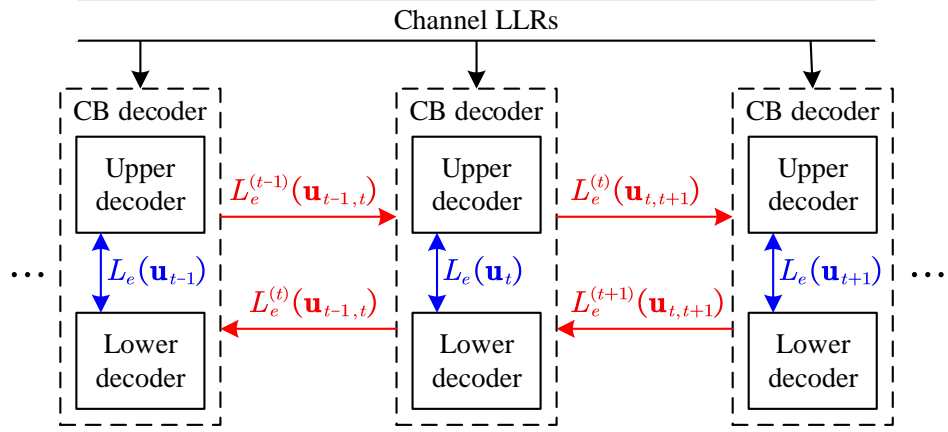 Channel LLRs
CB decoder CB decoder CB decoder
Upper decoder Upper decoder Upper decoder
L_e^{(t-1)}(𝐮_{t-1,t}) L_e^{(t)}(𝐮_{t,t+1})
... L_e(𝐮_{t-1}) L_e(𝐮_t) L_e(𝐮_{t+1}) ...
L_e^{(t)}(𝐮_{t-1,t}) L_e^{(t+1)}(𝐮_{t,t+1})
Lower decoder Lower decoder Lower decoder